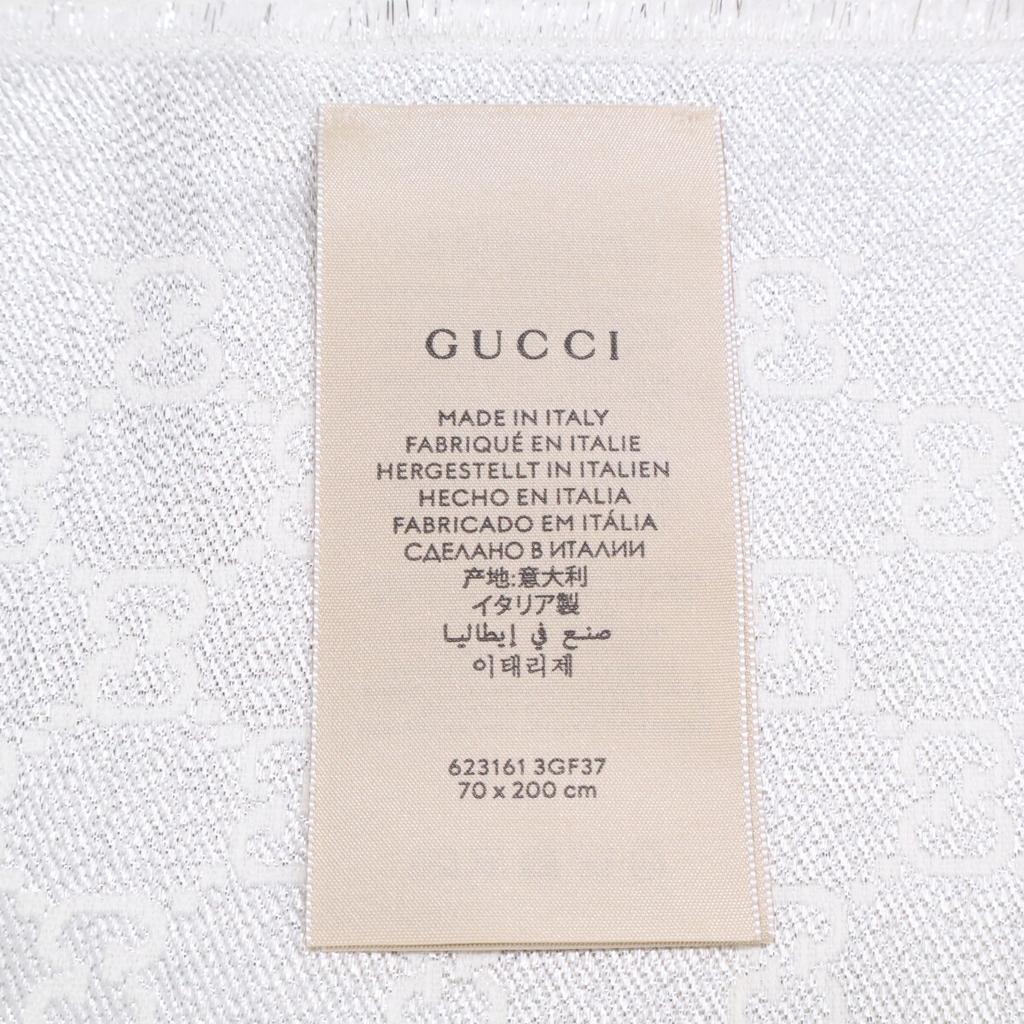 GUCCI
MADE IN ITALY
FABRIQUÉ EN ITALIE
HERGESTELLT IN ITALIEN
HECHO EN ITALIA
FABRICADO EM ITÁLIA
СДЕЛАНО В ИТАЛИИ
产地:意大利
イタリア製
صنع في إيطاليا
이태리제
623161 3GF37
70 x 200 cm